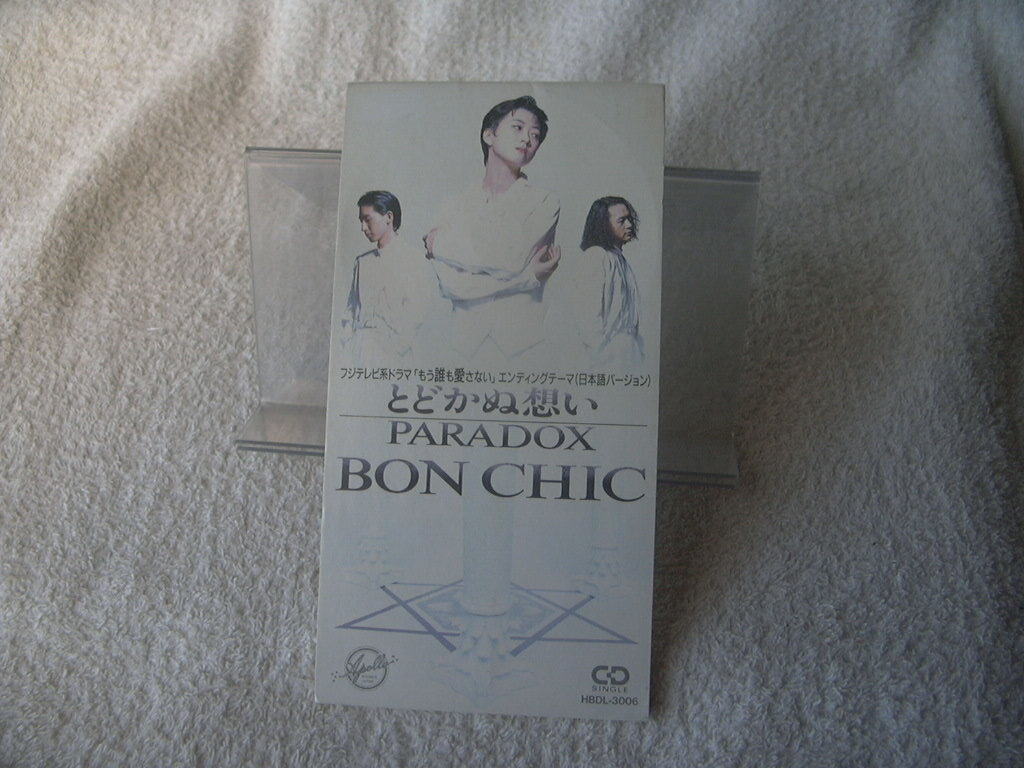 フジテレビ系ドラマ「もう誰も愛さない」エンディングテーマ(日本語バージョン)
とどかぬ想い
PARADOX
BON CHIC
Apollo
CD
SINGLE
HBDL-3006